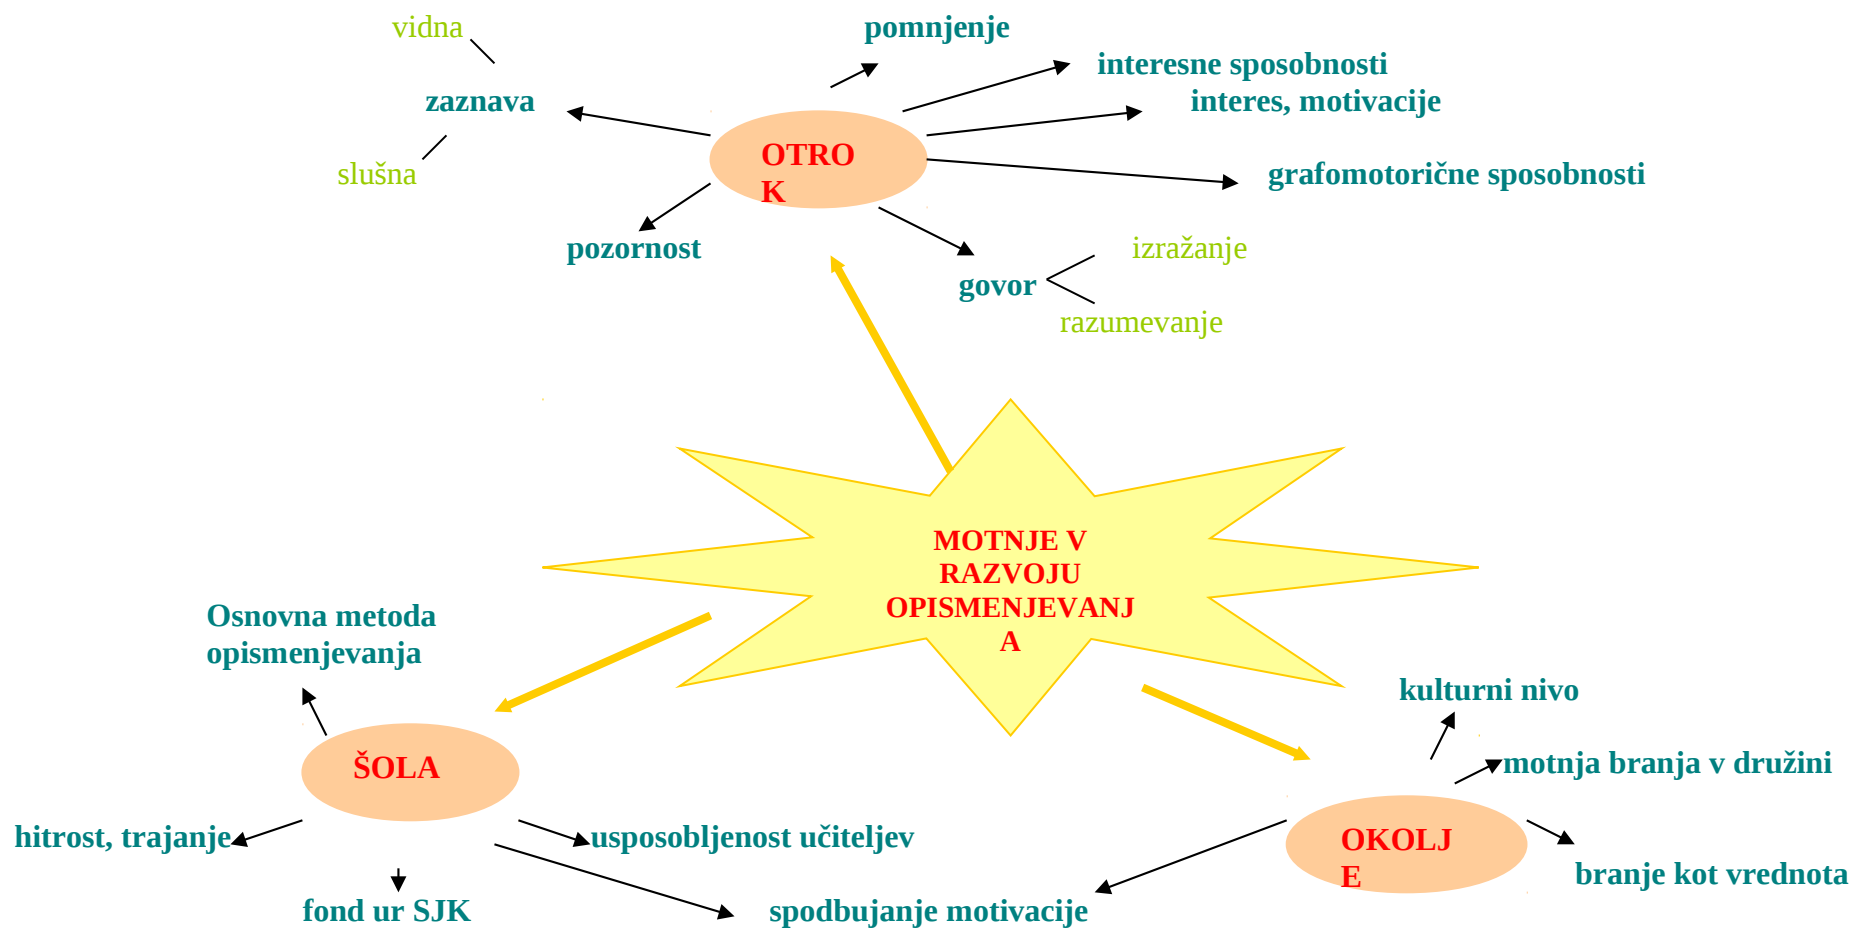 vidna
pomnjenje
interesne sposobnosti
zaznava
interes, motivacije
OTRO
K
slušna
grafomotorične sposobnosti
pozornost
izražanje
govor
razumevanje
MOTNJE V
RAZVOJU
OPISMENJEVANJ
A
Osnovna metoda
opismenjevanja
kulturni nivo
ŠOLA
motnja branja v družini
hitrost, trajanje
usposobljenost učiteljev
OKOLJ
E
branje kot vrednota
fond ur SJK
spodbujanje motivacije